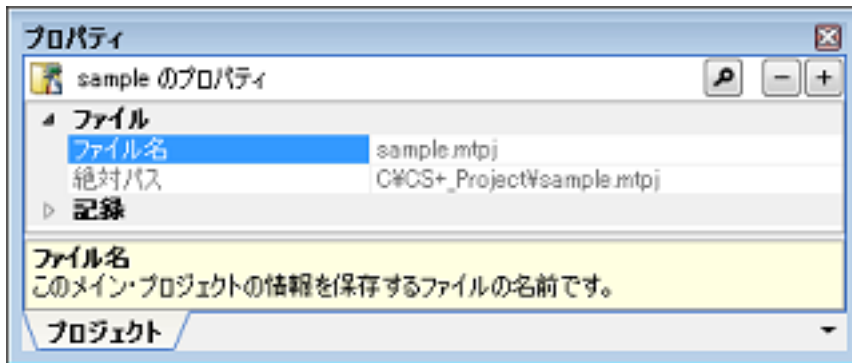 プロパティ
sample のプロパティ
ファイル
ファイル名 sample.mtpj
絶対パス C¥CS+_Project¥sample.mtpj
記録
ファイル名
このメイン・プロジェクトの情報を保存するファイルの名前です。
プロジェクト